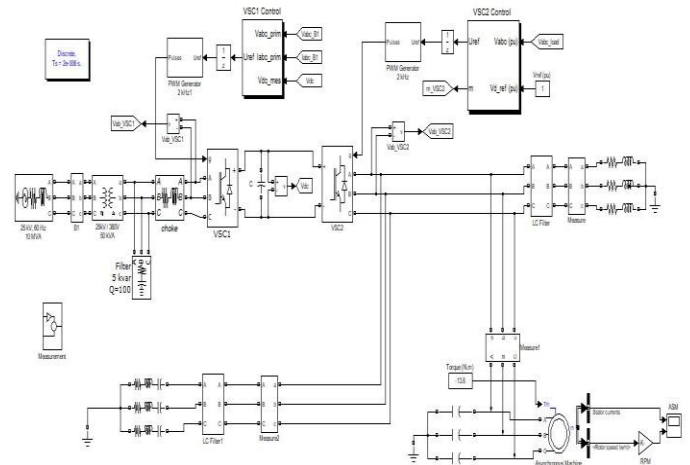 VSC1 Control
VSC2 Control
Discrete,
Pulses Uref
PWM Generator
2 kHz1
1
z
Uref
Vabc_prim
Iabc_prim
Vdc_mes
Vabc_B1
Iabc_B1
Vdc
Pulses Uref
PWM Generator
2 kHz
1
z
Uref
m
Vabc (pu)
Vd_ref (pu)
Vabc_load
m_VSC2
Vref (pu)
1
Vab_VSC1
Vab_VSC1
Vab_VSC2
Vab_VSC2
25 kV, 60 Hz
10 MVA
B1
25kV / 380V
50 kVA
choke
VSC1
C
Vdc
VSC2
LC Filter
Measure
Filter
5 kvar
Q=100
Measurement
Measure1
Torque (N.m)
Tm
Asynchronous Machine
Stator currents
<Rotor speed (wm)>
RPM
ASM
LC Filter1
Measure2